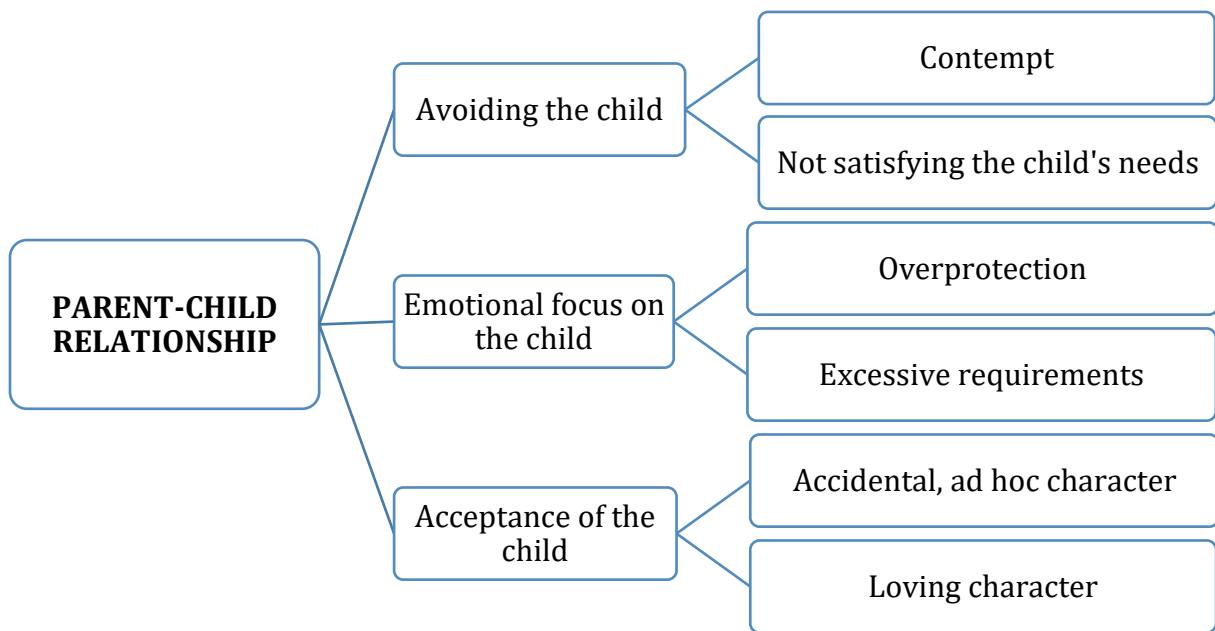 PARENT-CHILD
RELATIONSHIP
Avoiding the child
Contempt
Not satisfying the child's needs
Emotional focus on
the child
Overprotection
Excessive requirements
Acceptance of the
child
Accidental, ad hoc character
Loving character